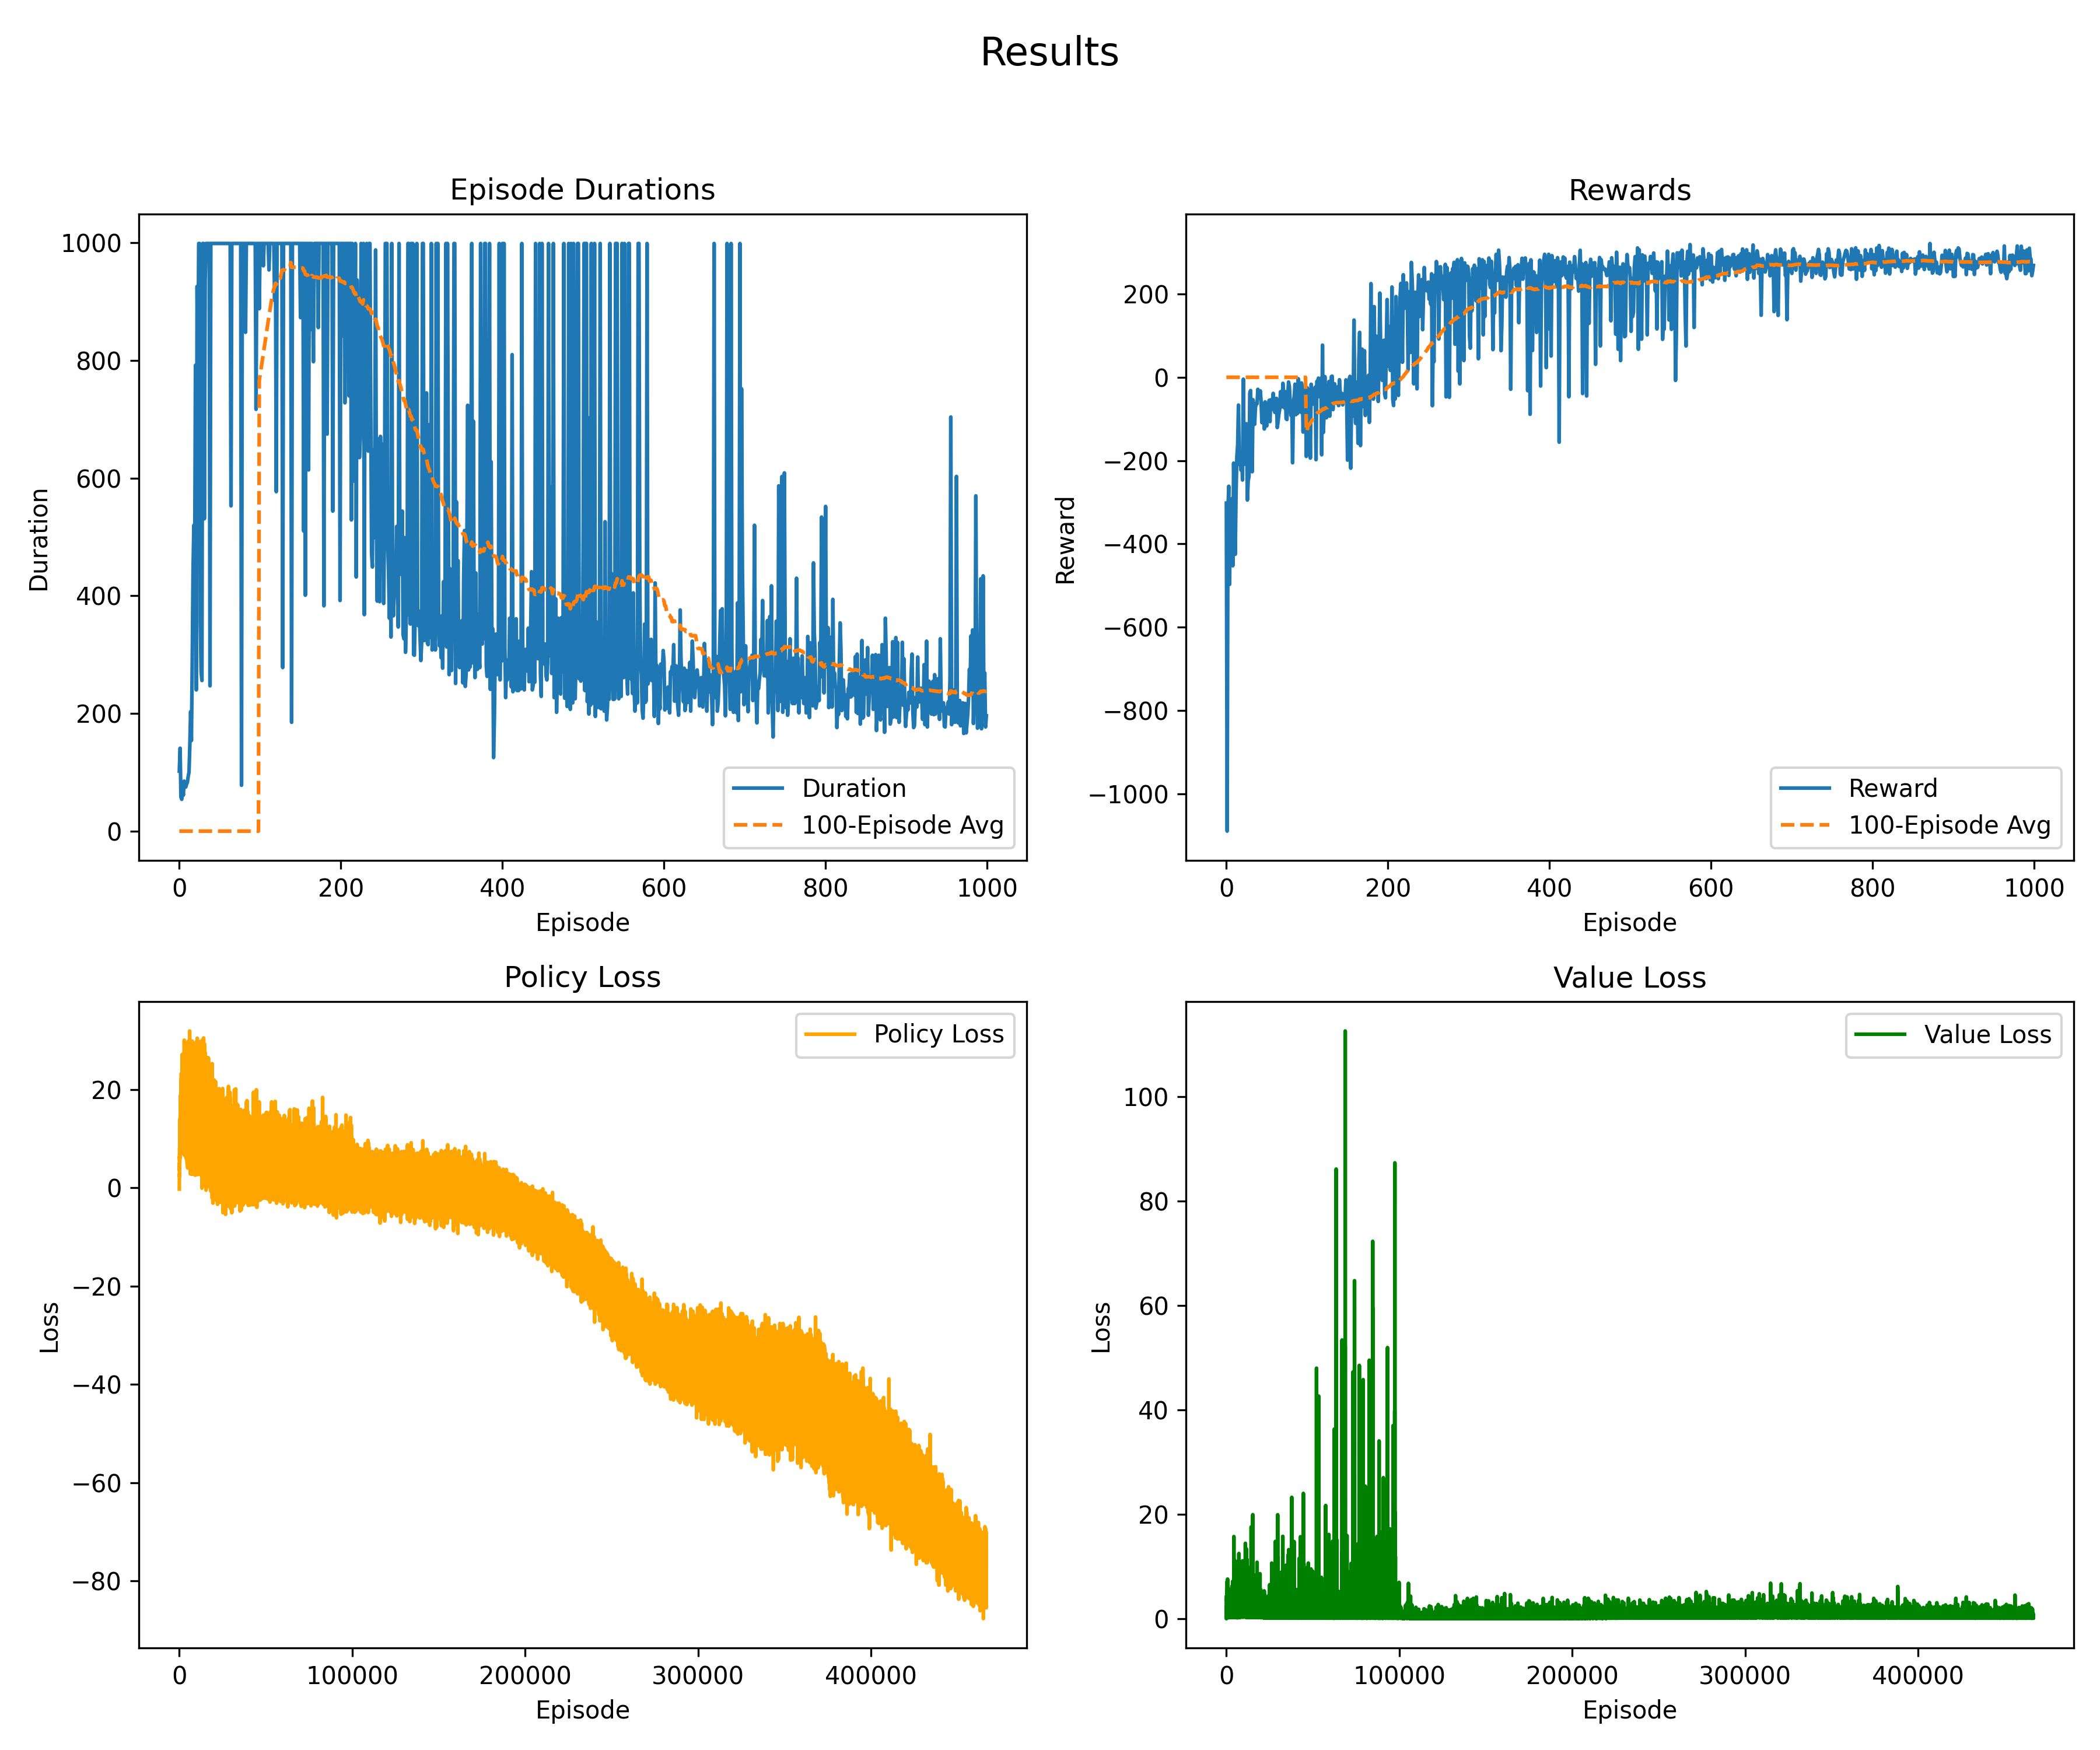 Results
Episode Durations
1000
800
600
400
200
0
Duration
0 200 400 600 800 1000
Episode
Duration
100-Episode Avg
Rewards
200
0
−200
−400
−600
−800
−1000
Reward
0 200 400 600 800 1000
Episode
Reward
100-Episode Avg
Policy Loss
20
0
−20
−40
−60
−80
Loss
0 100000 200000 300000 400000
Episode
Policy Loss
Value Loss
100
80
60
40
20
0
Loss
0 100000 200000 300000 400000
Episode
Value Loss